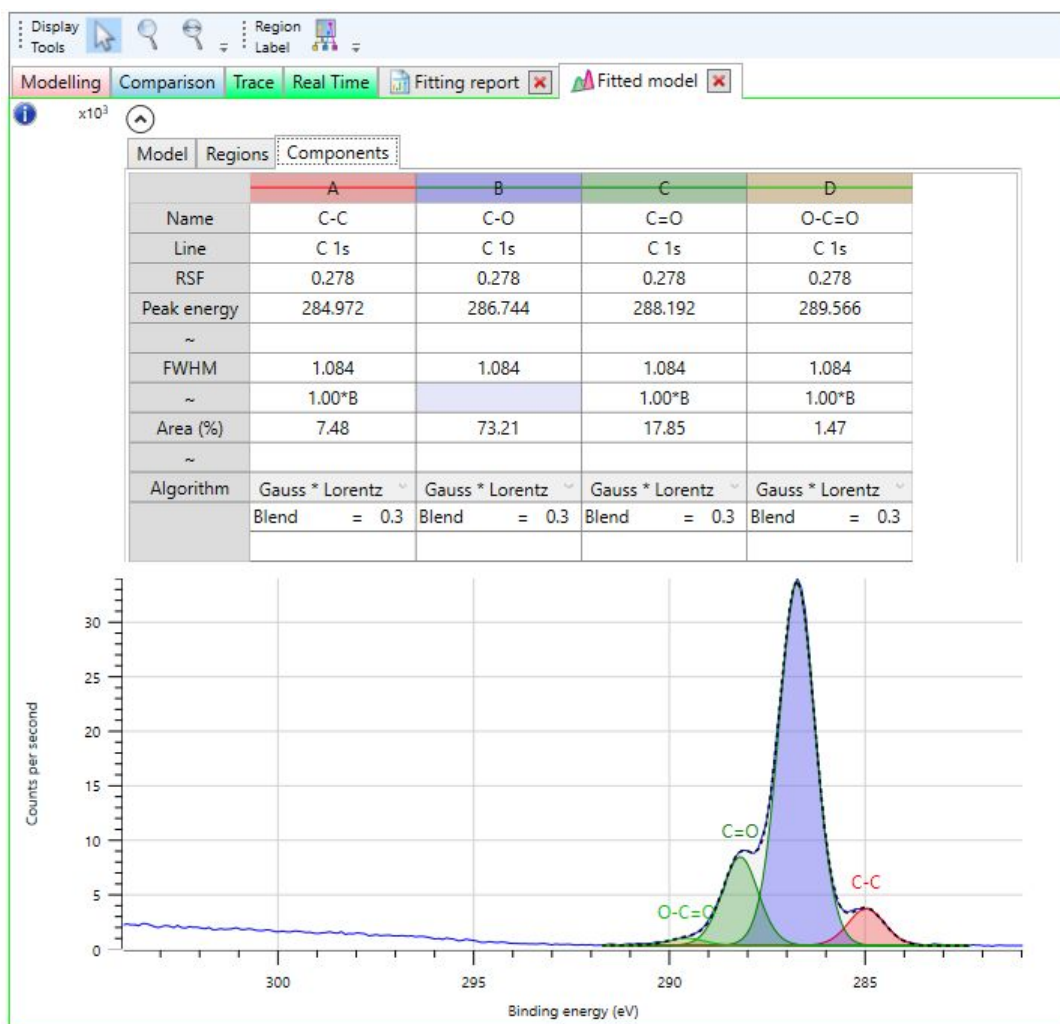 Display Tools Region Label
Modelling Comparison Trace Real Time Fitting report Fitted model
x10³
Model Regions Components
A B C D
Name C-C C-O C=O O-C=O
Line C 1s C 1s C 1s C 1s
RSF 0.278 0.278 0.278 0.278
Peak energy 284.972 286.744 288.192 289.566
~
FWHM 1.084 1.084 1.084 1.084
~ 1.00*B 1.00*B 1.00*B
Area (%) 7.48 73.21 17.85 1.47
~
Algorithm Gauss * Lorentz Gauss * Lorentz Gauss * Lorentz Gauss * Lorentz
Blend = 0.3 Blend = 0.3 Blend = 0.3 Blend = 0.3
30
25
20
15
10
5
0
Counts per second
C=O
C-C
O-C=O
300 295 290 285
Binding energy (eV)